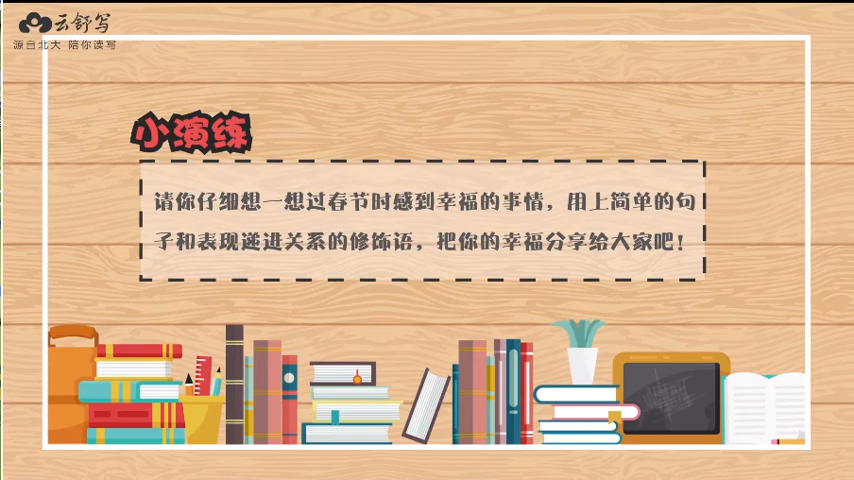 云舒写
源自北大 陪你读写
小演练
请你仔细想一想过春节时感到幸福的事情，用上简单的句
子和表现递进关系的修饰语，把你的幸福分享给大家吧！